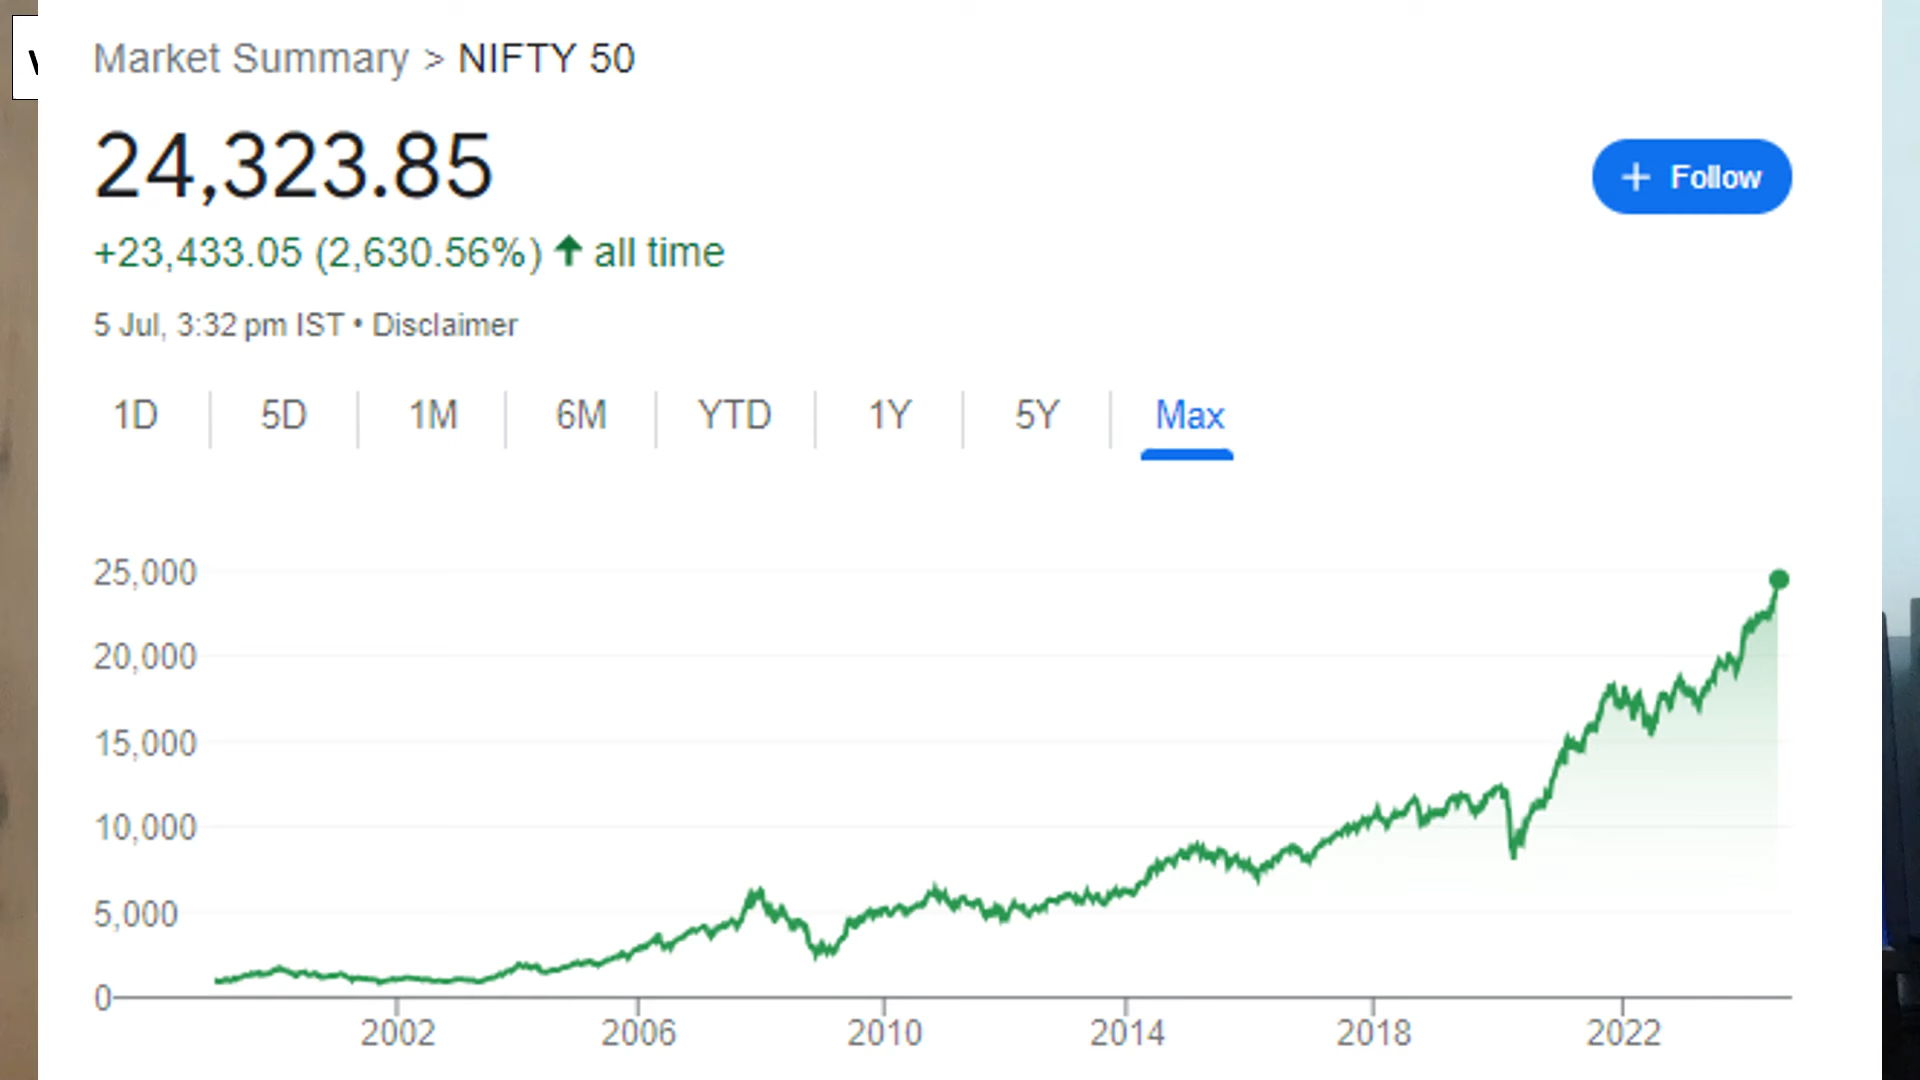 Market Summary > NIFTY 50
24,323.85
+ Follow
+23,433.05 (2,630.56%) ↑ all time
5 Jul, 3:32 pm IST • Disclaimer
1D 5D 1M 6M YTD 1Y 5Y Max
25,000
20,000
15,000
10,000
5,000
0
2002 2006 2010 2014 2018 2022